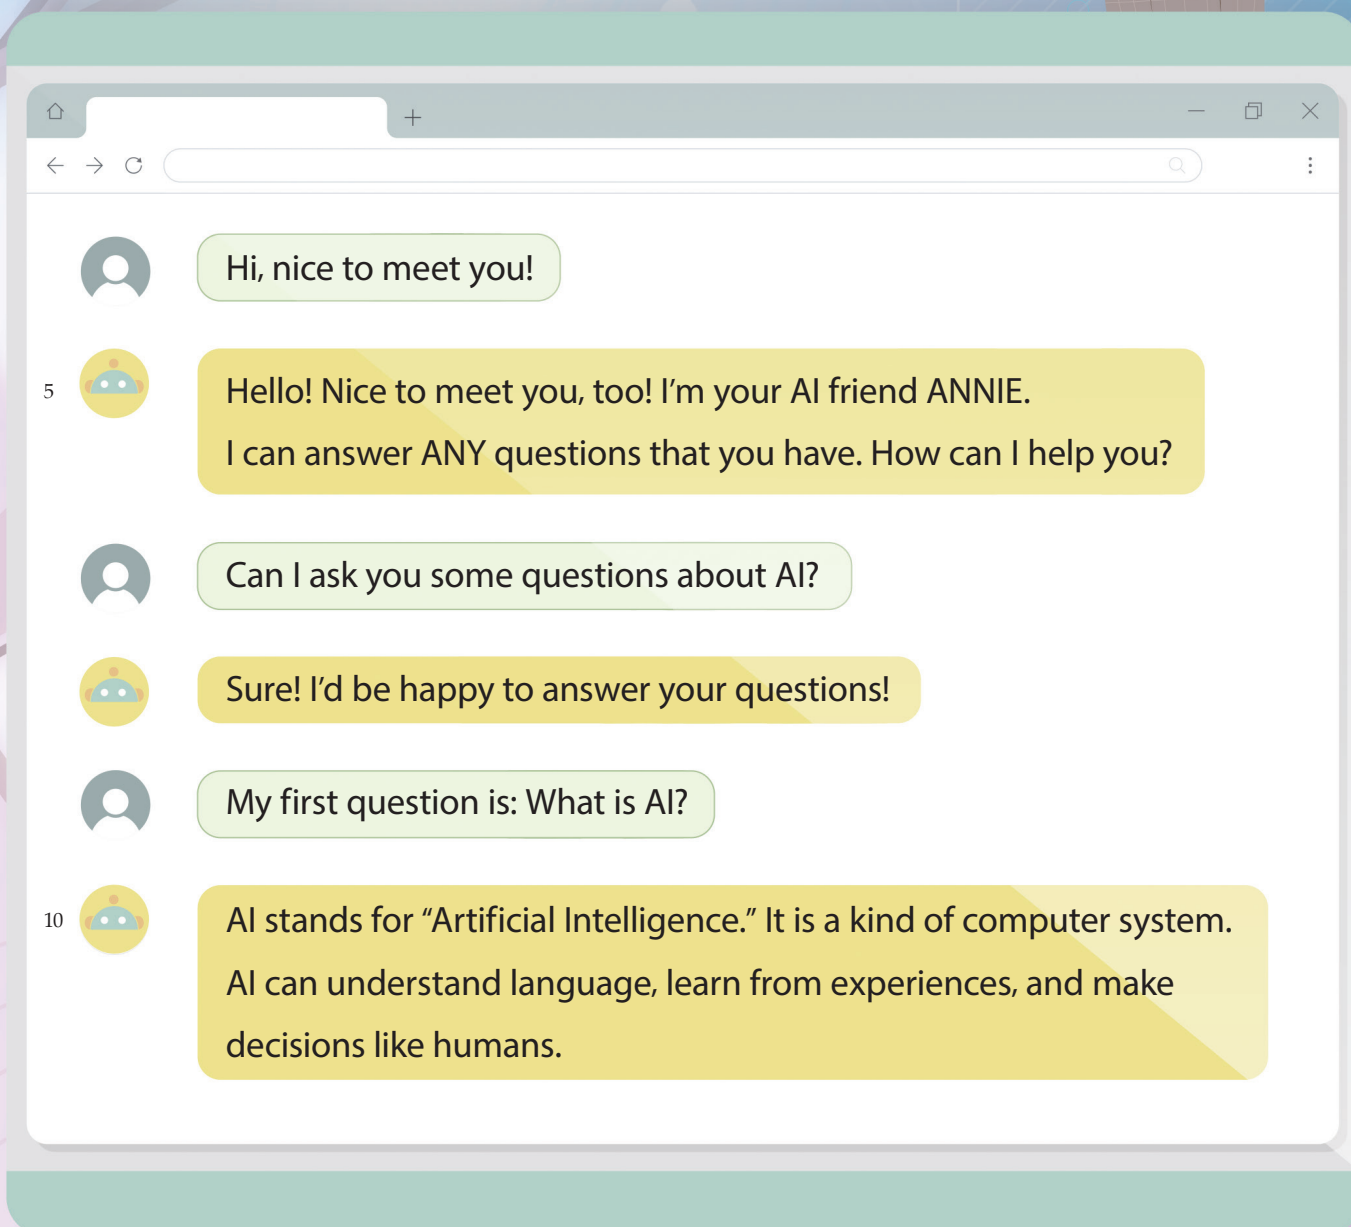 Hi, nice to meet you!
5
Hello! Nice to meet you, too! I’m your AI friend ANNIE.
I can answer ANY questions that you have. How can I help you?
Can I ask you some questions about AI?
Sure! I’d be happy to answer your questions!
My first question is: What is AI?
10
AI stands for “Artificial Intelligence.” It is a kind of computer system.
AI can understand language, learn from experiences, and make
decisions like humans.